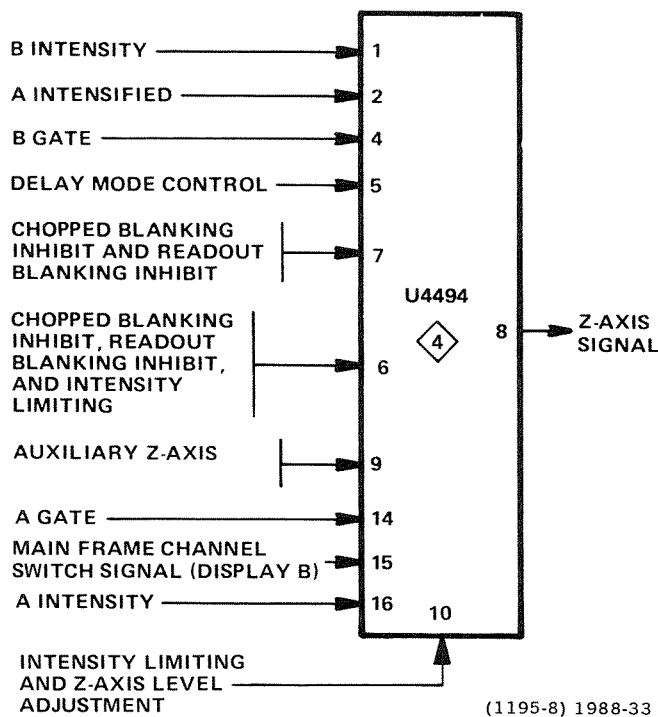 B INTENSITY 1
A INTENSIFIED 2
B GATE 4
DELAY MODE CONTROL 5
CHOPPED BLANKING
INHIBIT AND READOUT 7
BLANKING INHIBIT
U4494
CHOPPED BLANKING
INHIBIT, READOUT
BLANKING INHIBIT,
AND INTENSITY
LIMITING
6
4
8 Z-AXIS
SIGNAL
AUXILIARY Z-AXIS 9
A GATE 14
MAIN FRAME CHANNEL
SWITCH SIGNAL (DISPLAY B) 15
A INTENSITY 16
10
INTENSITY LIMITING
AND Z-AXIS LEVEL
ADJUSTMENT
(1195-8) 1988-33